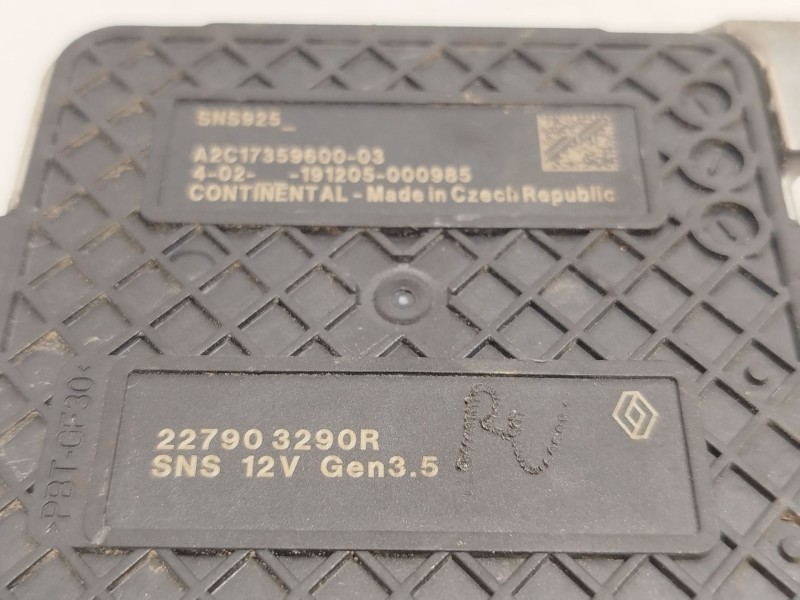 SNS925_
A2C17359600-03
4-02-__-191205-000985
CONTINENTAL - Made in Czech Republic
>PBT-GF30<
22790 3290R
SNS 12V Gen3.5